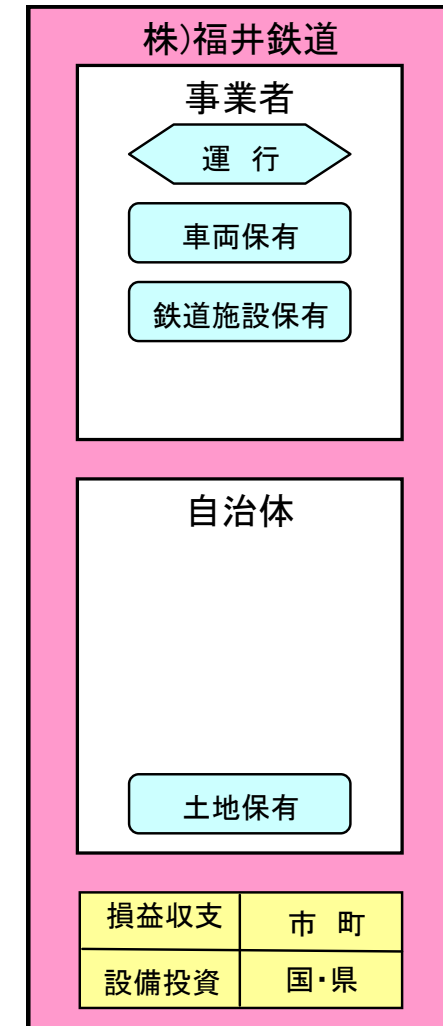 株)福井鉄道
事業者
運 行
車両保有
鉄道施設保有
自治体
土地保有
損益収支 市 町
設備投資 国・県